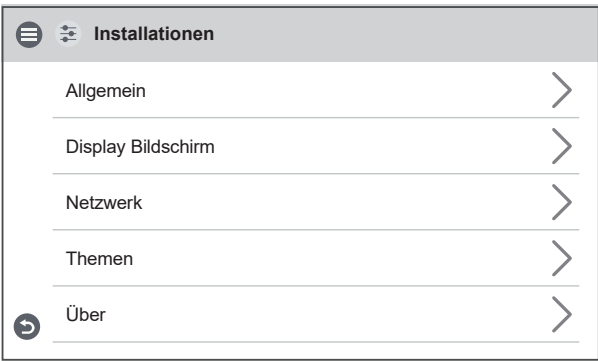 Installationen
Allgemein
Display Bildschirm
Netzwerk
Themen
Über